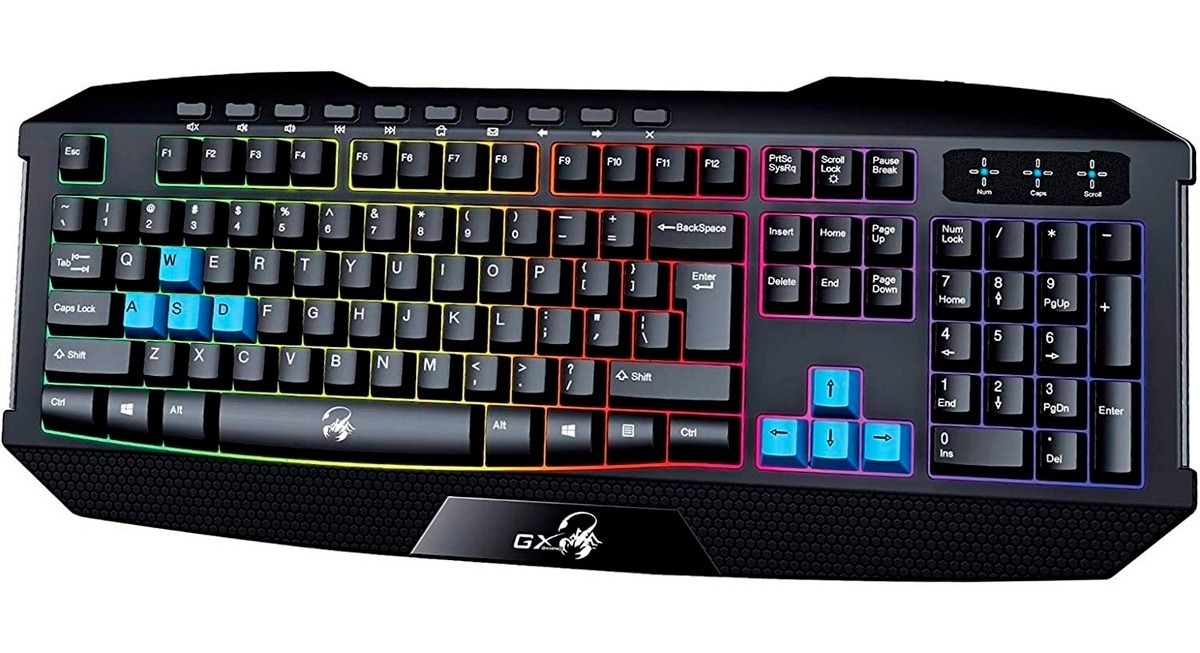 Esc F1 F2 F3 F4 F5 F6 F7 F8 F9 F10 F11 F12 PrtSc Scroll Pause
SysRq Lock Break
Num Caps Scroll
~ ! @ # $ % ^ & * ( ) — +
` 1 2 3 4 5 6 7 8 9 0 - = ←BackSpace
Insert Home Page
Up
Num / * -
Lock
Tab Q W E R T Y U I O P { }
[ ] Enter
Delete End Page
Down
7 8 9 +
Home ↑ PgUp
Caps Lock A S D F G H J K L : " |
; ' \
4 5 6
← →
Shift Z X C V B N M < > ?
, . / Shift
↑
1 2 3 Enter
End ↓ PgDn
Ctrl Alt Alt Ctrl
← ↓ →
0 .
Ins Del
GX
GAMING